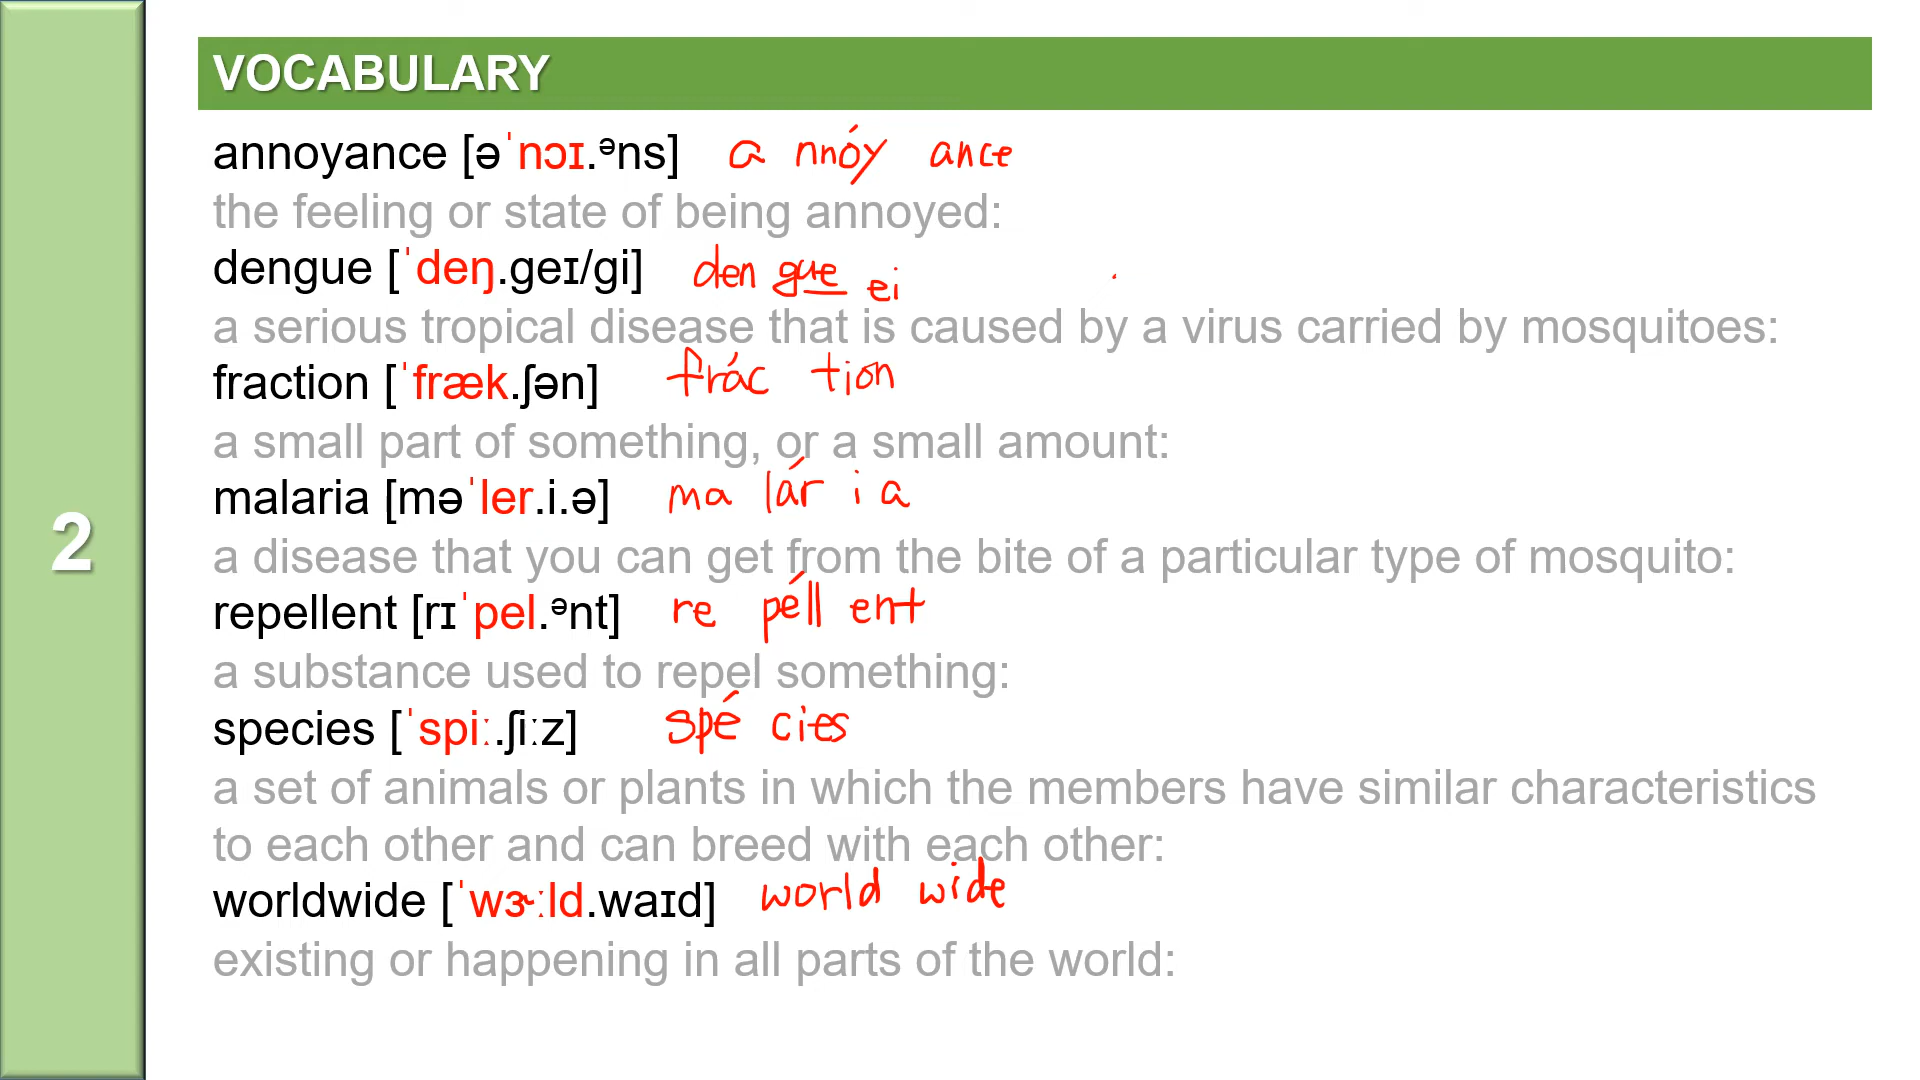 VOCABULARY
annoyance [əˈnɔɪ.ᵊns] a nnóy ance
the feeling or state of being annoyed:
dengue [ˈdeŋ.geɪ/gi] den gue ei
a serious tropical disease that is caused by a virus carried by mosquitoes:
fraction [ˈfræk.ʃən] frác tion
a small part of something, or a small amount:
malaria [məˈler.i.ə] ma lár i a
2
a disease that you can get from the bite of a particular type of mosquito:
repellent [rɪˈpel.ᵊnt] re péll ent
a substance used to repel something:
species [ˈspiː.ʃiːz] spé cies
a set of animals or plants in which the members have similar characteristics
to each other and can breed with each other:
worldwide [ˈwɝːld.waɪd] world wide
existing or happening in all parts of the world: